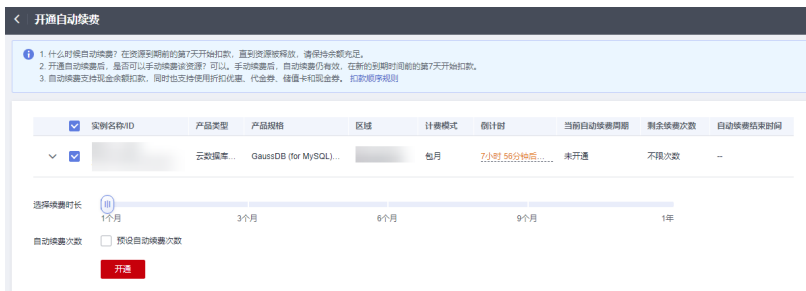 开通自动续费
1. 什么时候自动续费？在资源到期前的第7天开始扣款，直到资源被释放，请保持余额充足。
2. 开通自动续费后，是否可以手动续费该资源？可以。手动续费后，自动续费仍有效，在新的到期时间前的第7天开始扣款。
3. 自动续费支持现金余额扣款，同时也支持使用折扣优惠、代金券、储值卡和现金券。 扣款顺序规则
实例名称/ID 产品类型 产品规格 区域 计费模式 倒计时 当前自动续费周期 剩余续费次数 自动续费结束时间
云数据库... GaussDB (for MySQL)... 包月 7小时 56分钟后... 未开通 不限次数 --
选择续费时长
1个月 3个月 6个月 9个月 1年
自动续费次数 预设自动续费次数
开通